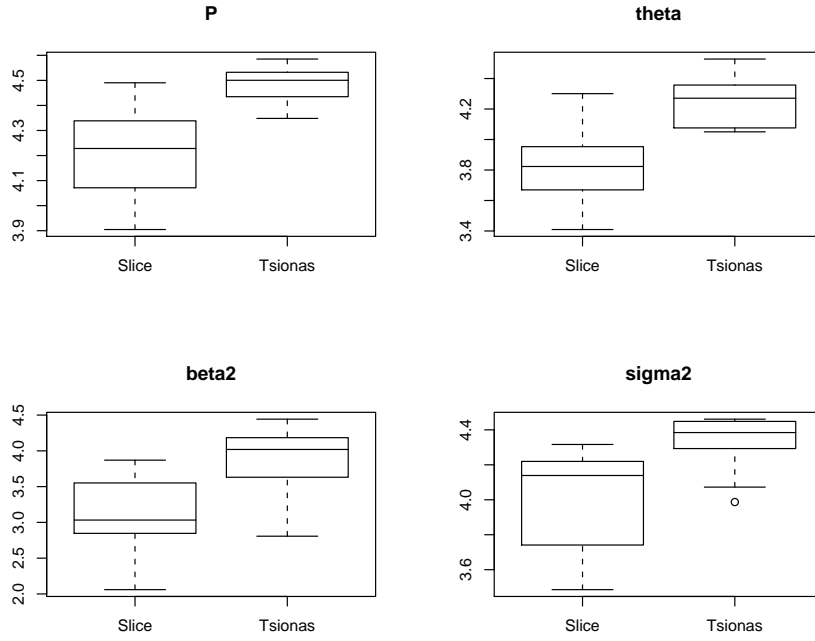 P
4.5
4.3
4.1
3.9
Slice
Tsionas
theta
4.2
3.8
3.4
Slice
Tsionas
beta2
4.5
4.0
3.5
3.0
2.5
2.0
Slice
Tsionas
sigma2
4.4
4.0
3.6
Slice
Tsionas